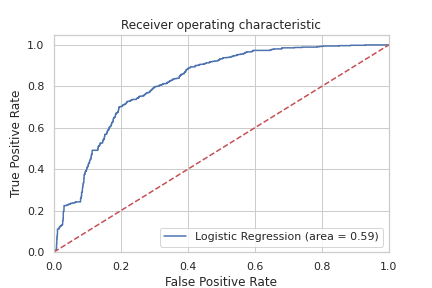 Receiver operating characteristic
True Positive Rate
1.0
0.8
0.6
0.4
0.2
0.0
Logistic Regression (area = 0.59)
0.0 0.2 0.4 0.6 0.8 1.0
False Positive Rate